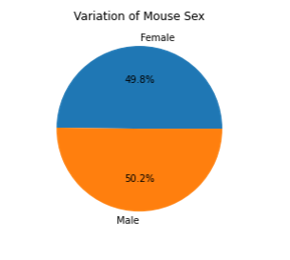 Variation of Mouse Sex
Female
49.8%
50.2%
Male